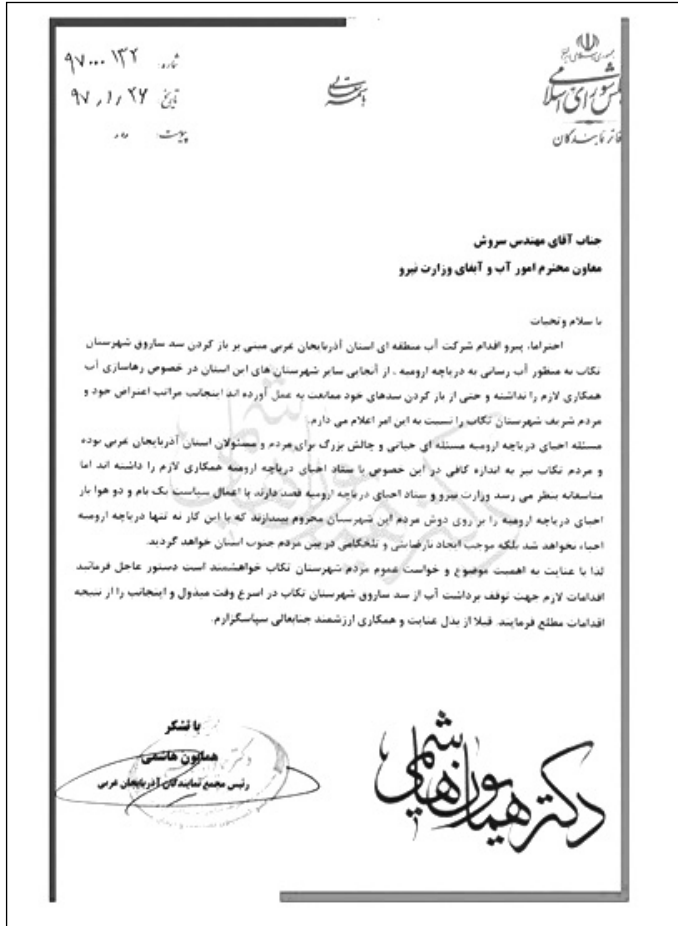 جمهوری اسلامی ایران
مجلس شورای اسلامی
دفاتر نمایندگان
باسمه تعالی
شماره: ۹۷۰۰۰۱۳۲
تاریخ: ۹۷/۱/۲۶
پیوست:
جناب آقای مهندس سروش
معاون محترم امور آب و آبفای وزارت نیرو
با سلام وتحیات
احتراما، پیرو اقدام شرکت آب منطقه ای استان آذربایجان غربی مبنی بر باز کردن سد ساروق شهرستان
تکاب به منظور آب رسانی به دریاچه ارومیه ، از آنجایی سایر شهرستان های این استان در خصوص رهاسازی آب
همکاری لازم را نداشته و حتی از باز کردن سدهای خود ممانعت به عمل آورده اند اینجانب مراتب اعتراض خود و
مردم شریف شهرستان تکاب را نسبت به این امر اعلام می دارم.
مسئله احیای دریاچه ارومیه مسئله ای حیاتی و چالش بزرگ برای مردم و مسئولان استان آذربایجان غربی بوده
و مردم تکاب نیز به اندازه کافی در این خصوص با ستاد احیای دریاچه ارومیه همکاری لازم را داشته اند اما
متاسفانه بنظر می رسد وزارت نیرو و ستاد احیای دریاچه ارومیه قصد دارند با اعمال سیاست یک بام و دو هوا بار
احیای دریاچه ارومیه را بر روی دوش مردم این شهرستان محروم بیندازند که با این کار نه تنها دریاچه ارومیه
احیاء نخواهد شد بلکه موجب ایجاد نارضایتی و تلخکامی در بین مردم جنوب استان خواهد گردید.
لذا با عنایت به اهمیت موضوع و خواست عموم مردم شهرستان تکاب خواهشمند است دستور عاجل فرمائید
اقدامات لازم جهت توقف برداشت آب از سد ساروق شهرستان تکاب در اسرع وقت مبذول و اینجانب را از نتیجه
اقدامات مطلع فرمایند. قبلا از بذل عنایت و همکاری ارزشمند جنابعالی سپاسگزارم.
با تشکر
همایون هاشمی
رئیس مجمع نمایندگان آذربایجان غربی
دکتر همایون هاشمی